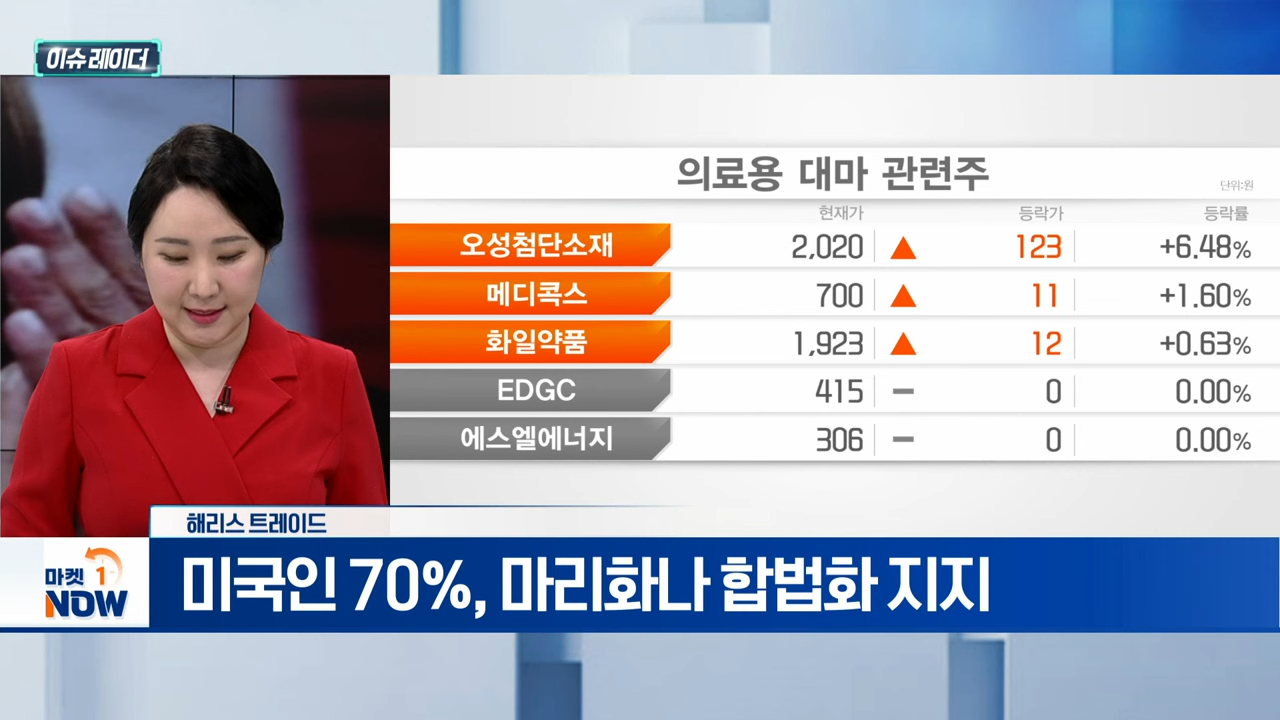 이슈 레이더
의료용 대마 관련주
단위:원
현재가 등락가 등락률
오성첨단소재 2,020 ▲ 123 +6.48%
메디콕스 700 ▲ 11 +1.60%
화일약품 1,923 ▲ 12 +0.63%
EDGC 415 － 0 0.00%
에스엘에너지 306 － 0 0.00%
해리스 트레이드
마켓 1
NOW
미국인 70%, 마리화나 합법화 지지